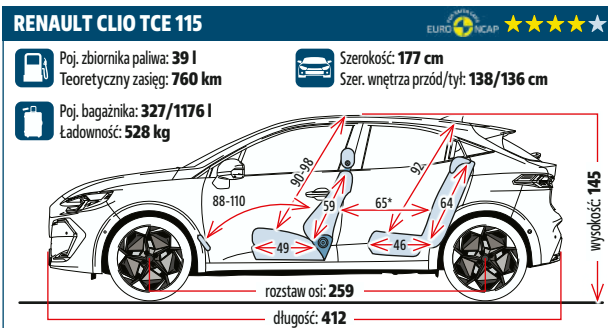 RENAULT CLIO TCE 115
EURO NCAP
Poj. zbiornika paliwa: 39 l
Teoretyczny zasięg: 760 km
Szerokość: 177 cm
Szer. wnętrza przód/tył: 138/136 cm
Poj. bagażnika: 327/1176 l
Ładowność: 528 kg
90-98
92
88-110
59
65*
64
49
46
wysokość: 145
rozstaw osi: 259
długość: 412